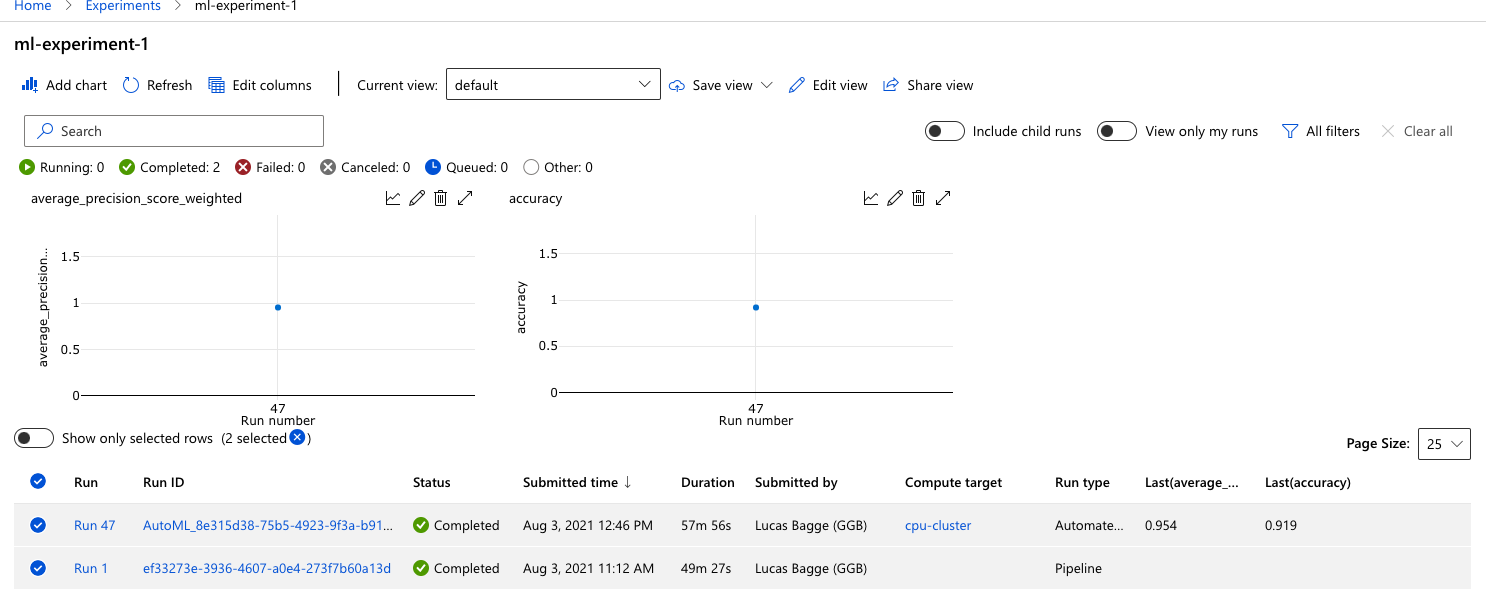 Home > Experiments > ml-experiment-1
ml-experiment-1
Add chart Refresh Edit columns Current view: default Save view Edit view Share view
Search Include child runs View only my runs All filters Clear all
Running: 0 Completed: 2 Failed: 0 Canceled: 0 Queued: 0 Other: 0
average_precision_score_weighted
average_precision...
1.5
1
0.5
0
47
Run number
accuracy
accuracy
1.5
1
0.5
0
47
Run number
Show only selected rows (2 selected )
Page Size: 25
Run Run ID Status Submitted time ↓ Duration Submitted by Compute target Run type Last(average_... Last(accuracy)
Run 47 AutoML_8e315d38-75b5-4923-9f3a-b91... Completed Aug 3, 2021 12:46 PM 57m 56s Lucas Bagge (GGB) cpu-cluster Automate... 0.954 0.919
Run 1 ef33273e-3936-4607-a0e4-273f7b60a13d Completed Aug 3, 2021 11:12 AM 49m 27s Lucas Bagge (GGB) Pipeline